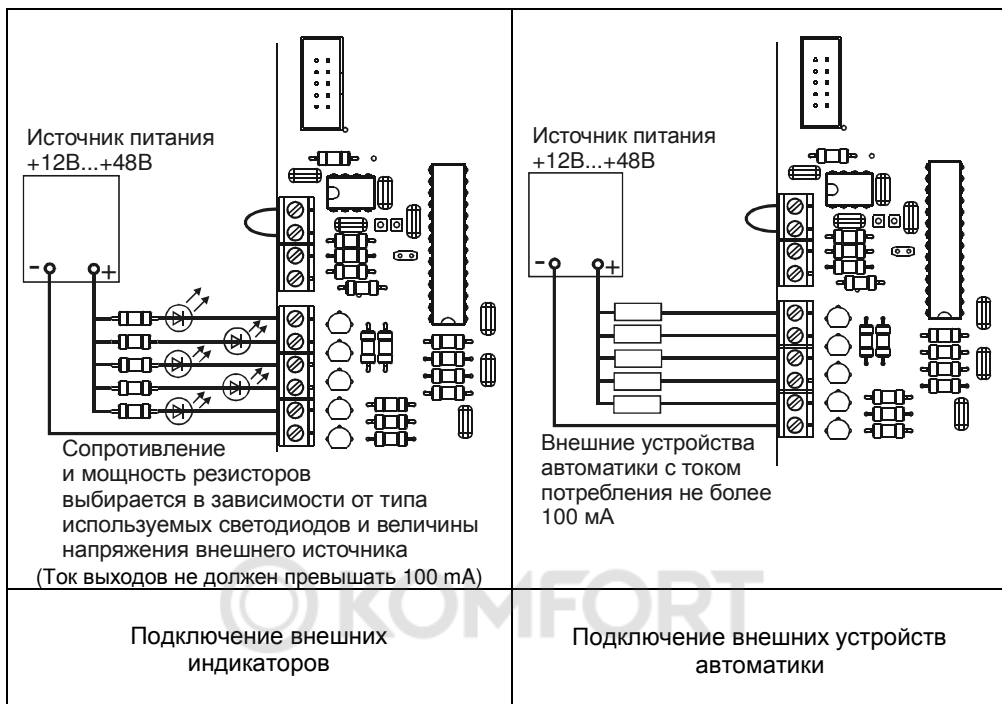 Источник питания
+12В...+48В
- +
Сопротивление
и мощность резисторов
выбирается в зависимости от типа
используемых светодиодов и величины
напряжения внешнего источника
(Ток выходов не должен превышать 100 mA)
Источник питания
+12В...+48В
- +
Внешние устройства
автоматики с током
потребления не более
100 мА
KOMFORT
Подключение внешних
индикаторов
Подключение внешних устройств
автоматики